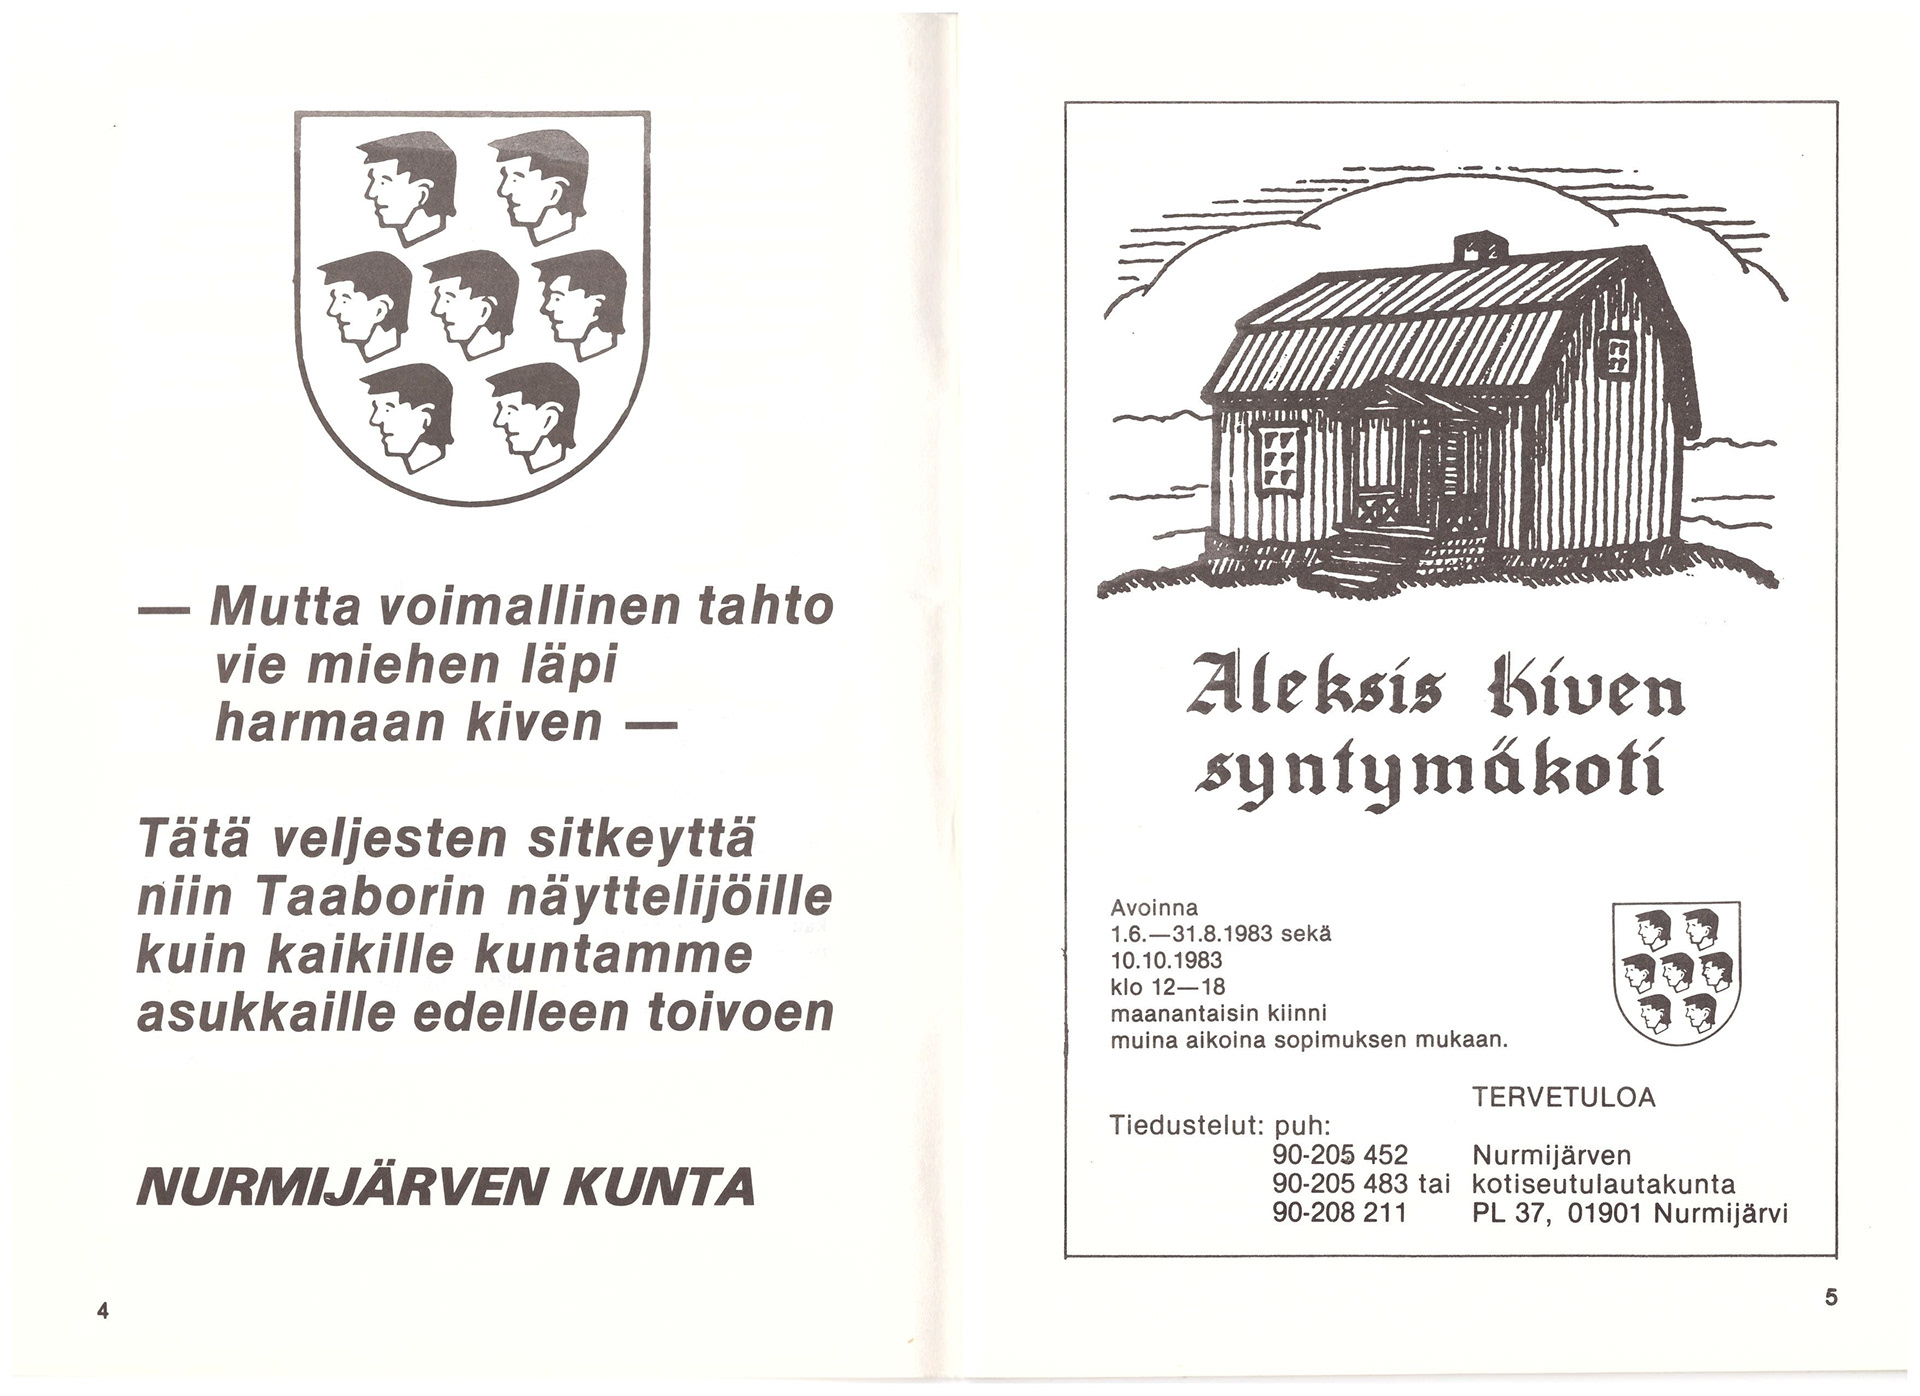 — Mutta voimallinen tahto
vie miehen läpi
harmaan kiven —
Tätä veljesten sitkeyttä
niin Taaborin näyttelijöille
kuin kaikille kuntamme
asukkaille edelleen toivoen
NURMIJÄRVEN KUNTA
4
Aleksis Kiven
syntymäkoti
Avoinna
1.6.—31.8.1983 sekä
10.10.1983
klo 12—18
maanantaisin kiinni
muina aikoina sopimuksen mukaan.
TERVETULOA
Tiedustelut: puh:
90-205 452 Nurmijärven
90-205 483 tai kotiseutulautakunta
90-208 211 PL 37, 01901 Nurmijärvi
5